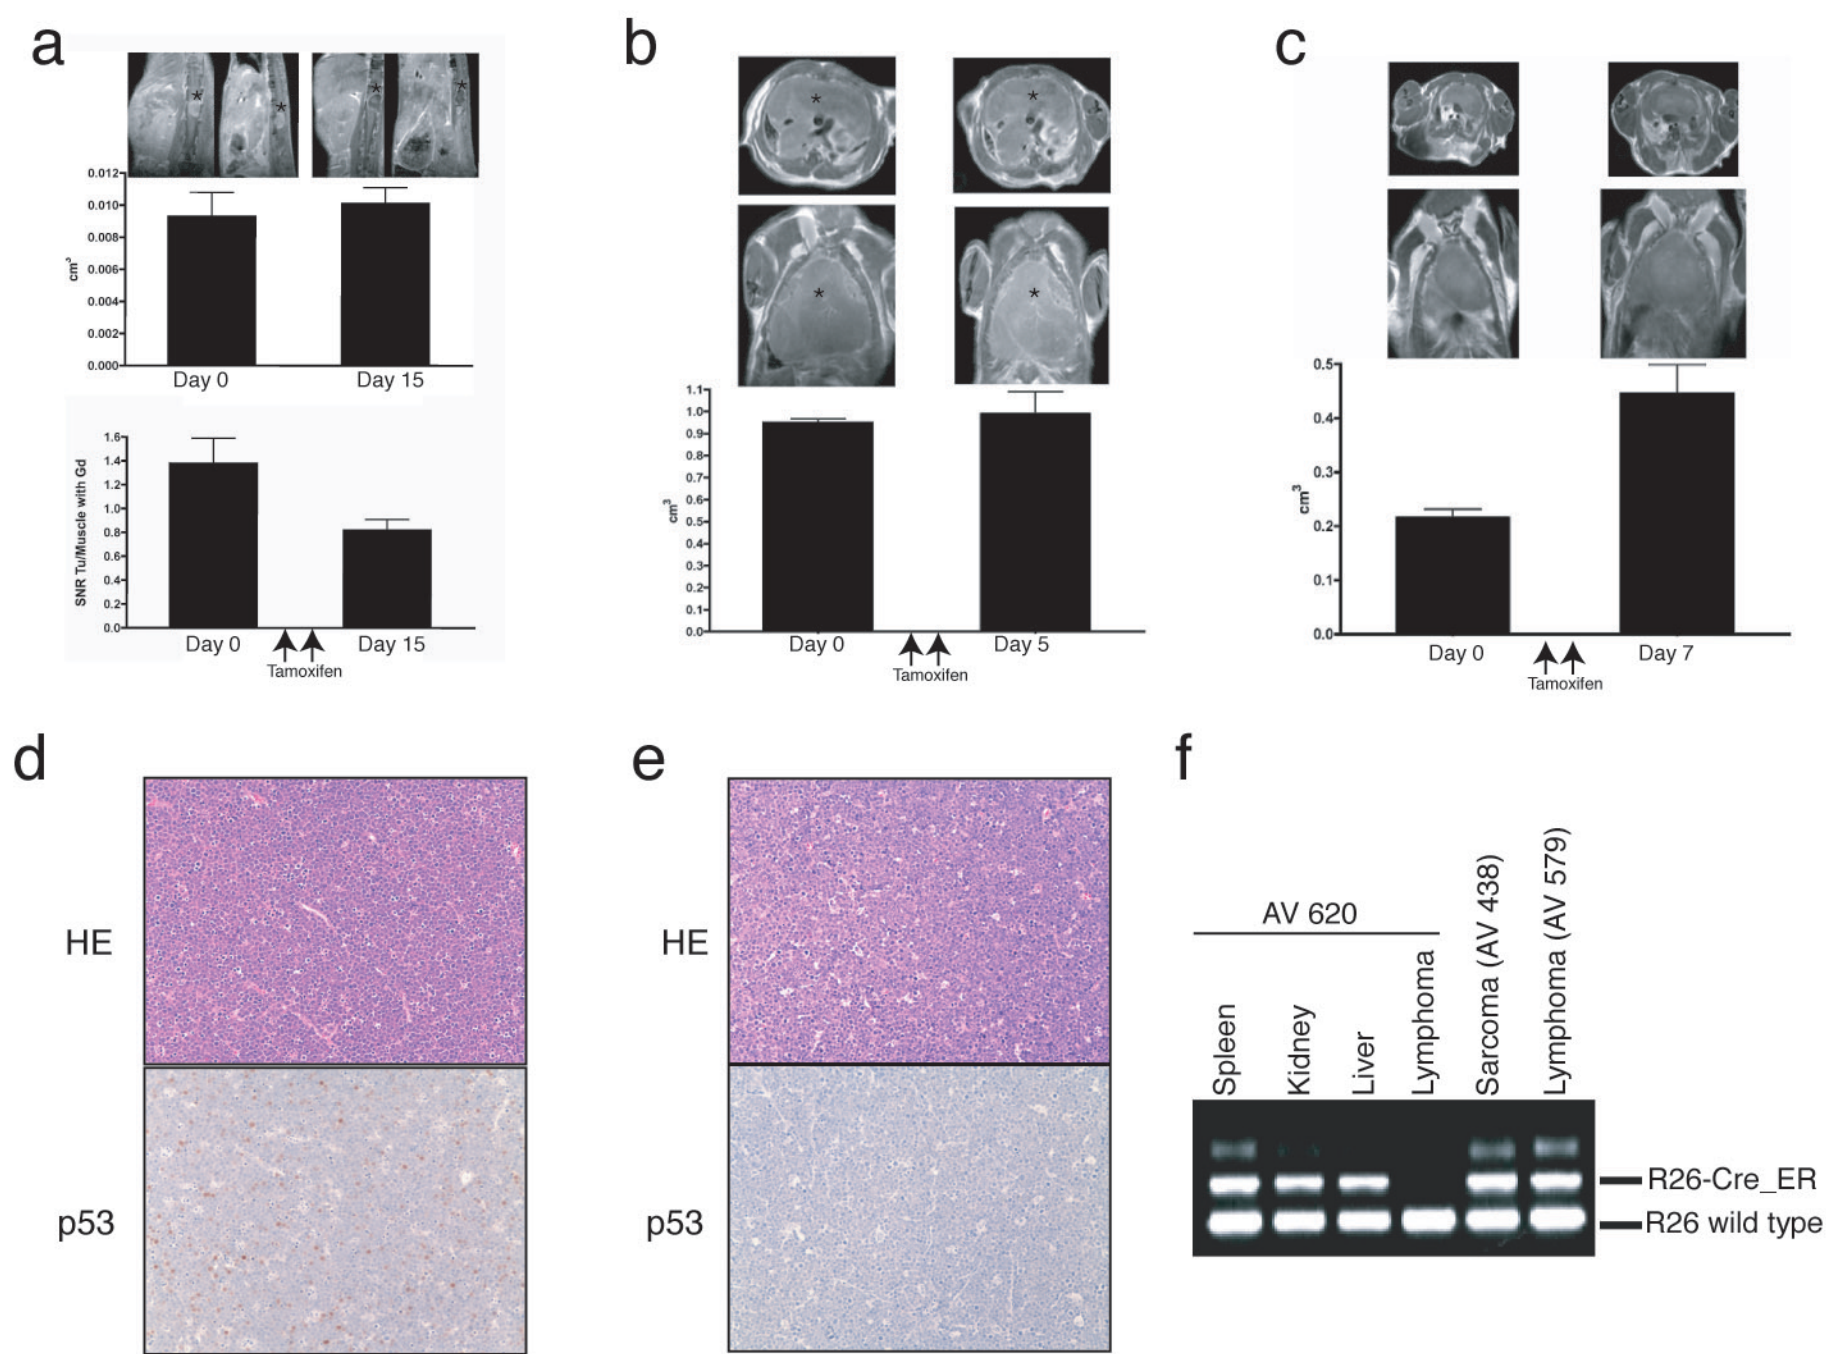 a
*
*
*
*
0.012
0.010
0.008
0.006
0.004
0.002
0.000
cm³
Day 0
Day 15
1.6
1.4
1.2
1.0
0.8
0.6
0.4
0.2
0.0
SNR Tu/Muscle with Gd
Day 0
Day 15
Tamoxifen
b
*
*
*
*
1.1
1.0
0.9
0.8
0.7
0.6
0.5
0.4
0.3
0.2
0.1
0.0
cm³
Day 0
Day 5
Tamoxifen
c
0.5
0.4
0.3
0.2
0.1
0.0
cm³
Day 0
Day 7
Tamoxifen
d
HE
p53
e
HE
p53
f
AV 620
Spleen
Kidney
Liver
Lymphoma
Sarcoma (AV 438)
Lymphoma (AV 579)
R26-Cre_ER
R26 wild type